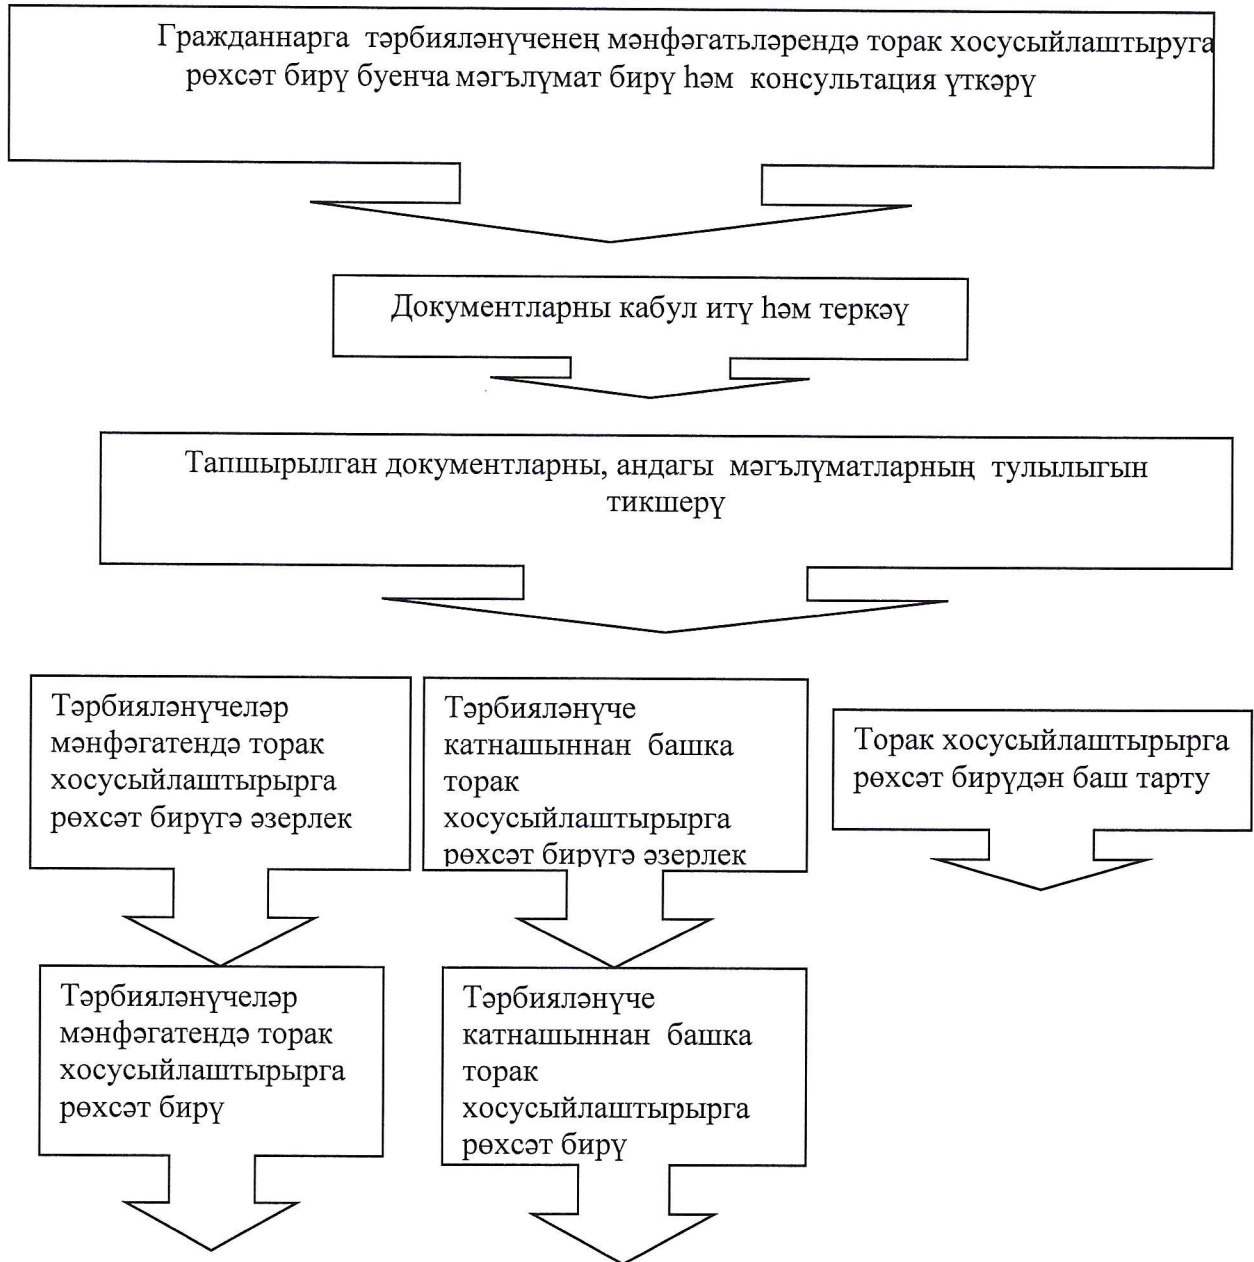 Гражданнарга тәрбияләнүченең мәнфәгатьләрендә торак хосусыйлаштыруга
рөхсәт бирү буенча мәгълүмат бирү һәм консультация үткәрү
Документларны кабул итү һәм теркәү
Тапшырылган документларны, андагы мәгълүматларның тулылыгын
тикшерү
Тәрбияләнүчеләр
мәнфәгатендә торак
хосусыйлаштырырга
рөхсәт бирүгә әзерлек
Тәрбияләнүче
катнашыннан башка
торак
хосусыйлаштырырга
рөхсәт бирүгә әзерлек
Торак хосусыйлаштырырга
рөхсәт бирүдән баш тарту
Тәрбияләнүчеләр
мәнфәгатендә торак
хосусыйлаштырырга
рөхсәт бирү
Тәрбияләнүче
катнашыннан башка
торак
хосусыйлаштырырга
рөхсәт бирү